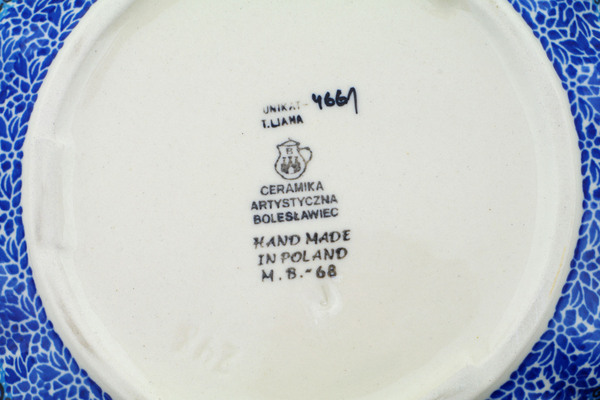 UNIKAT- 4661
T.LIANA
B
CERAMIKA
ARTYSTYCZNA
BOLESŁAWIEC
HAND MADE
IN POLAND
M.B.-68